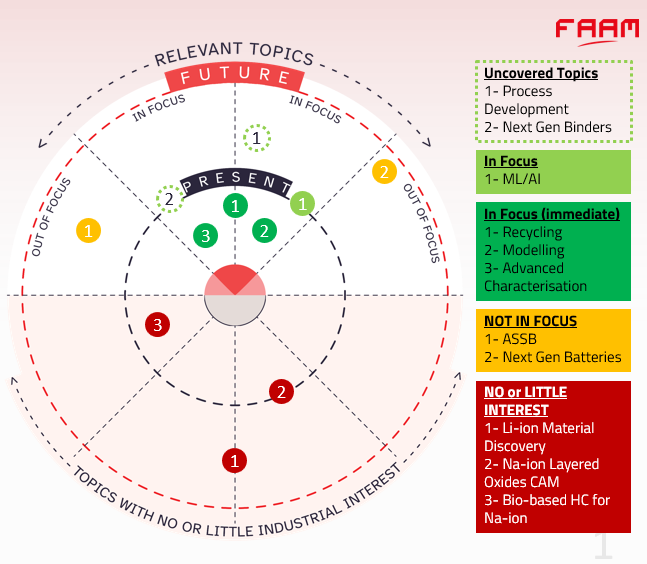 FAAM
RELEVANT TOPICS
FUTURE
IN FOCUS
IN FOCUS
OUT OF FOCUS
OUT OF FOCUS
PRESENT
1
2
2
1
1
1
2
3
3
2
1
TOPICS WITH NO OR LITTLE INDUSTRIAL INTEREST
Uncovered Topics
1- Process
Development
2- Next Gen Binders
In Focus
1- ML/AI
In Focus (immediate)
1- Recycling
2- Modelling
3- Advanced
Characterisation
NOT IN FOCUS
1- ASSB
2- Next Gen Batteries
NO or LITTLE
INTEREST
1- Li-ion Material
Discovery
2- Na-ion Layered
Oxides CAM
3- Bio-based HC for
Na-ion
1